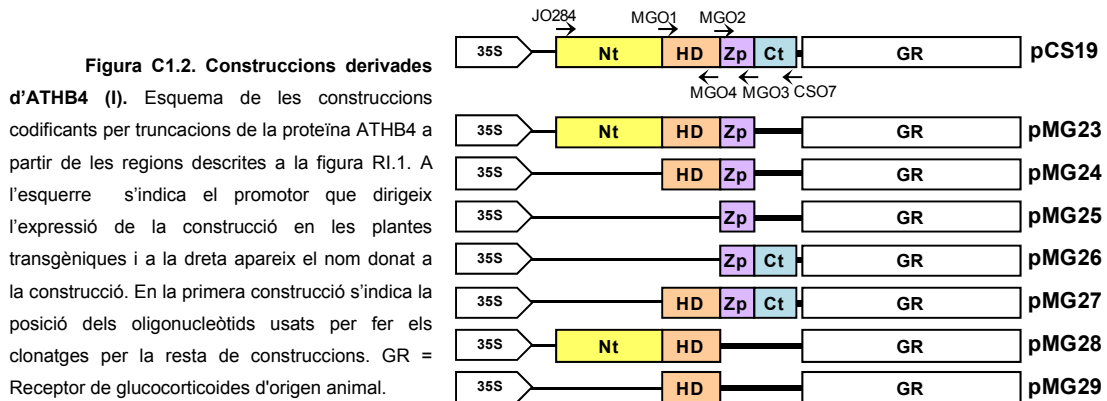 Figura C1.2. Construccions derivades
d'ATHB4 (I). Esquema de les construccions
codificants per truncacions de la proteïna ATHB4 a
partir de les regions descrites a la figura RI.1. A
l'esquerre s'indica el promotor que dirigeix
l'expressió de la construcció en les plantes
transgèniques i a la dreta apareix el nom donat a
la construcció. En la primera construcció s'indica la
posició dels oligonucleòtids usats per fer els
clonatges per la resta de construccions. GR =
Receptor de glucocorticoides d'origen animal.
JO284 MGO1 MGO2
35S Nt HD Zp Ct GR pCS19
MGO4 MGO3 CSO7
35S Nt HD Zp GR pMG23
35S HD Zp GR pMG24
35S Zp GR pMG25
35S Zp Ct GR pMG26
35S HD Zp Ct GR pMG27
35S Nt HD GR pMG28
35S HD GR pMG29